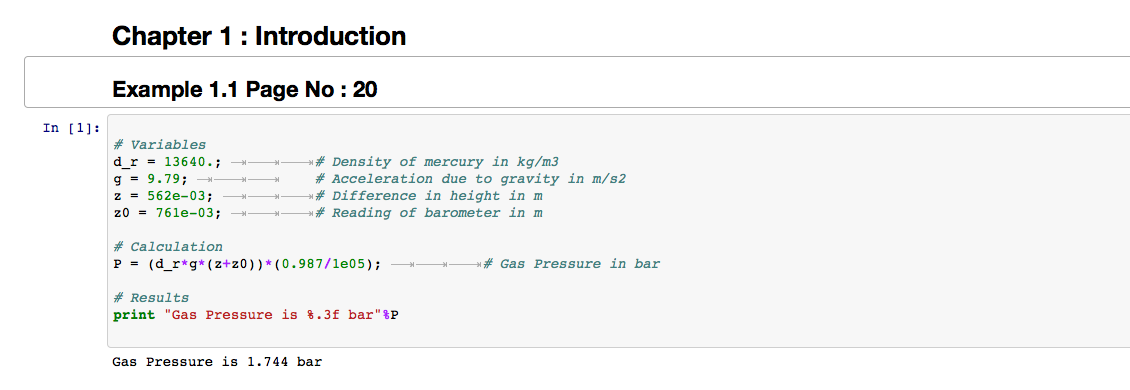 Chapter 1 : Introduction
Example 1.1 Page No : 20
In [1]:
# Variables
d_r = 13640.; # Density of mercury in kg/m3
g = 9.79; # Acceleration due to gravity in m/s2
z = 562e-03; # Difference in height in m
z0 = 761e-03; # Reading of barometer in m
# Calculation
P = (d_r*g*(z+z0))*(0.987/1e05); # Gas Pressure in bar
# Results
print "Gas Pressure is %.3f bar"%P
Gas Pressure is 1.744 bar